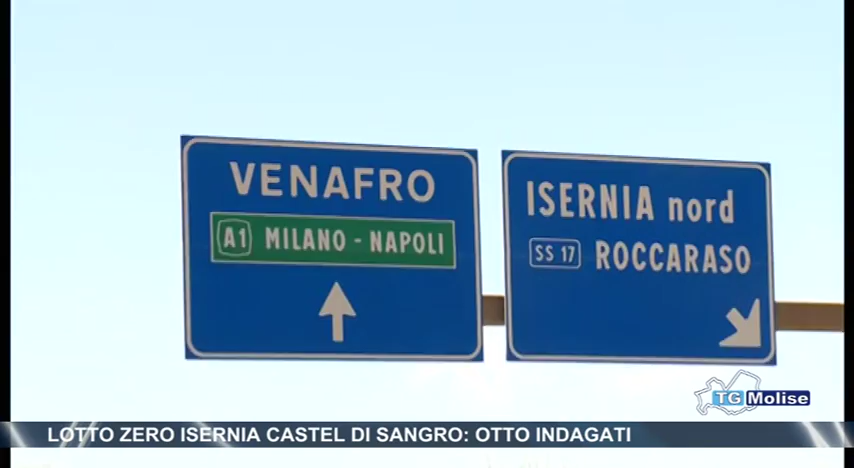 VENAFRO
A1 MILANO - NAPOLI
ISERNIA nord
SS 17 ROCCARASO
TG Molise
LOTTO ZERO ISERNIA CASTEL DI SANGRO: OTTO INDAGATI